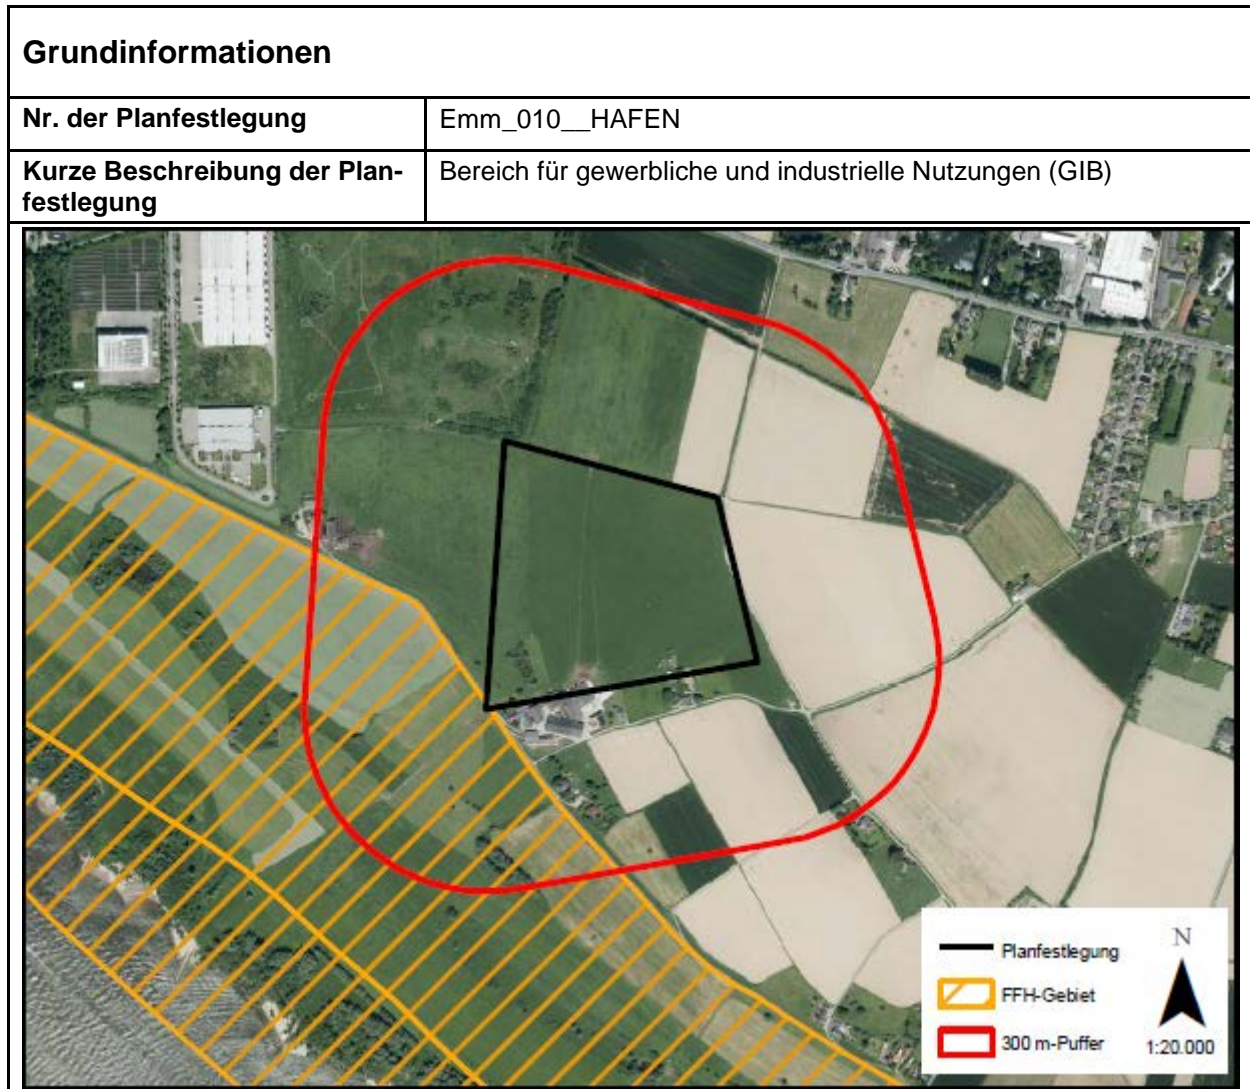 Grundinformationen
Nr. der Planfestlegung
Emm_010__HAFEN
Kurze Beschreibung der Plan-
festlegung
Bereich für gewerbliche und industrielle Nutzungen (GIB)
Planfestlegung
FFH-Gebiet
300 m-Puffer
N
1:20.000